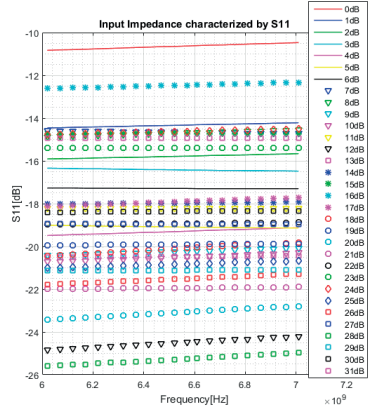 Input Impedance characterized by S11
S11[dB]
-10
-12
-14
-16
-18
-20
-22
-24
-26
6
6.2
6.4
6.6
6.8
7
7.2
× 10^9
Frequency[Hz]
0dB
1dB
2dB
3dB
4dB
5dB
6dB
7dB
8dB
9dB
10dB
11dB
12dB
13dB
14dB
15dB
16dB
17dB
18dB
19dB
20dB
21dB
22dB
23dB
24dB
25dB
26dB
27dB
28dB
29dB
30dB
31dB